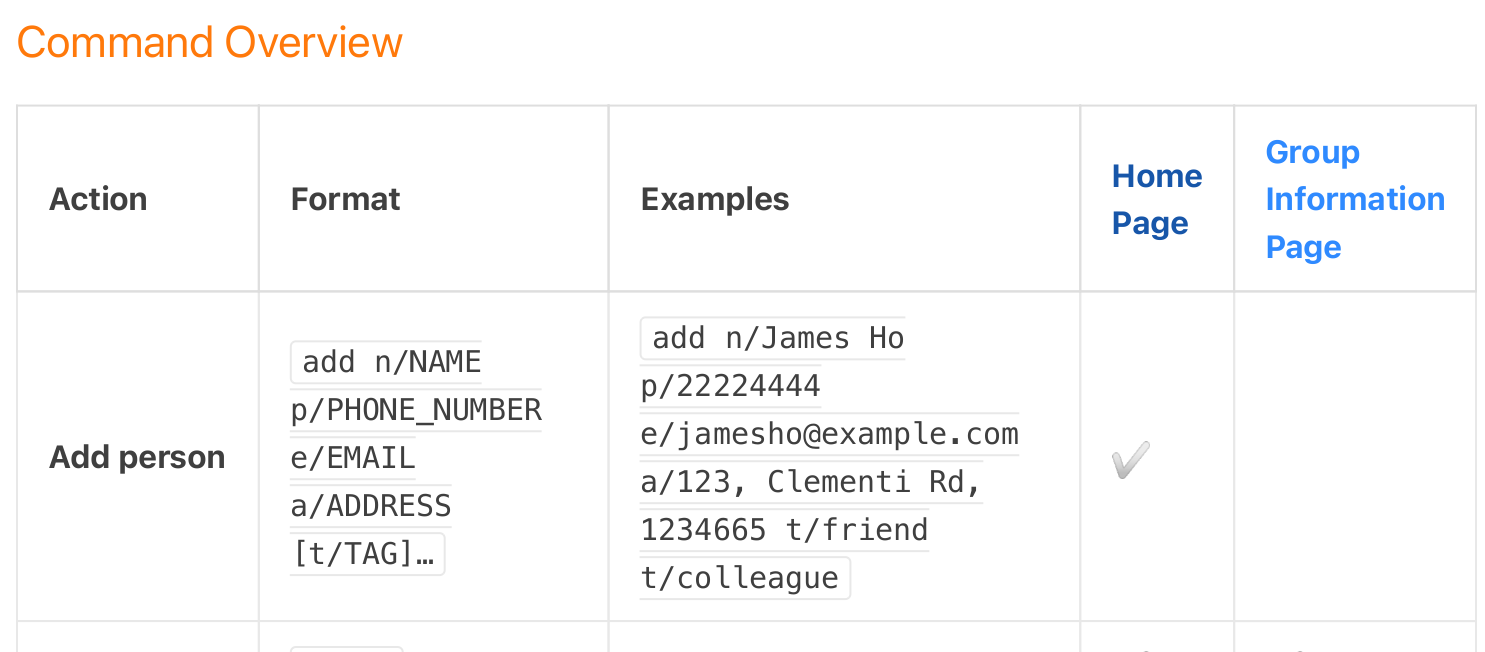 Command Overview
Action
Format
Examples
Home
Page
Group
Information
Page
Add person
add n/NAME
p/PHONE_NUMBER
e/EMAIL
a/ADDRESS
[t/TAG]…
add n/James Ho
p/22224444
e/jamesho@example.com
a/123, Clementi Rd,
1234665 t/friend
t/colleague